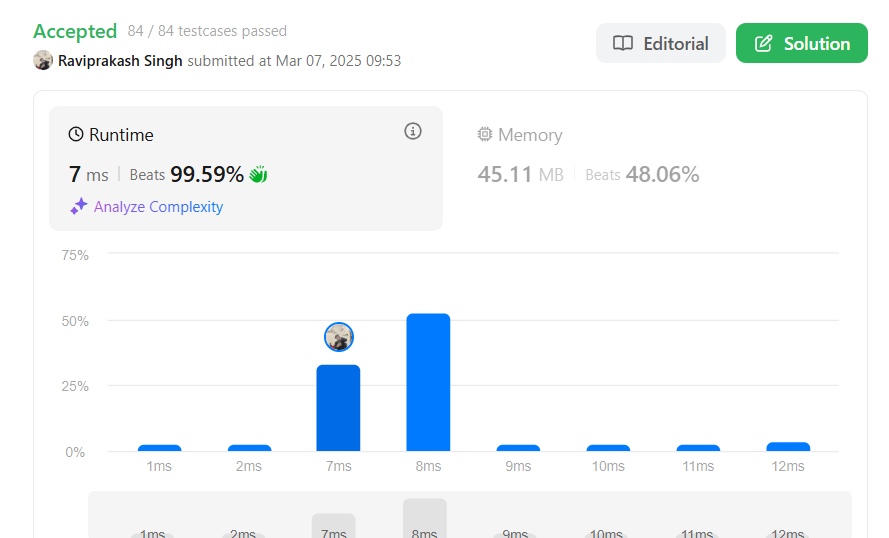 Accepted 84 / 84 testcases passed
Editorial
Solution
Raviprakash Singh submitted at Mar 07, 2025 09:53
Runtime
7 ms | Beats 99.59%
Analyze Complexity
Memory
45.11 MB | Beats 48.06%
75%
50%
25%
0%
1ms 2ms 7ms 8ms 9ms 10ms 11ms 12ms
1ms 2ms 7ms 8ms 9ms 10ms 11ms 12ms